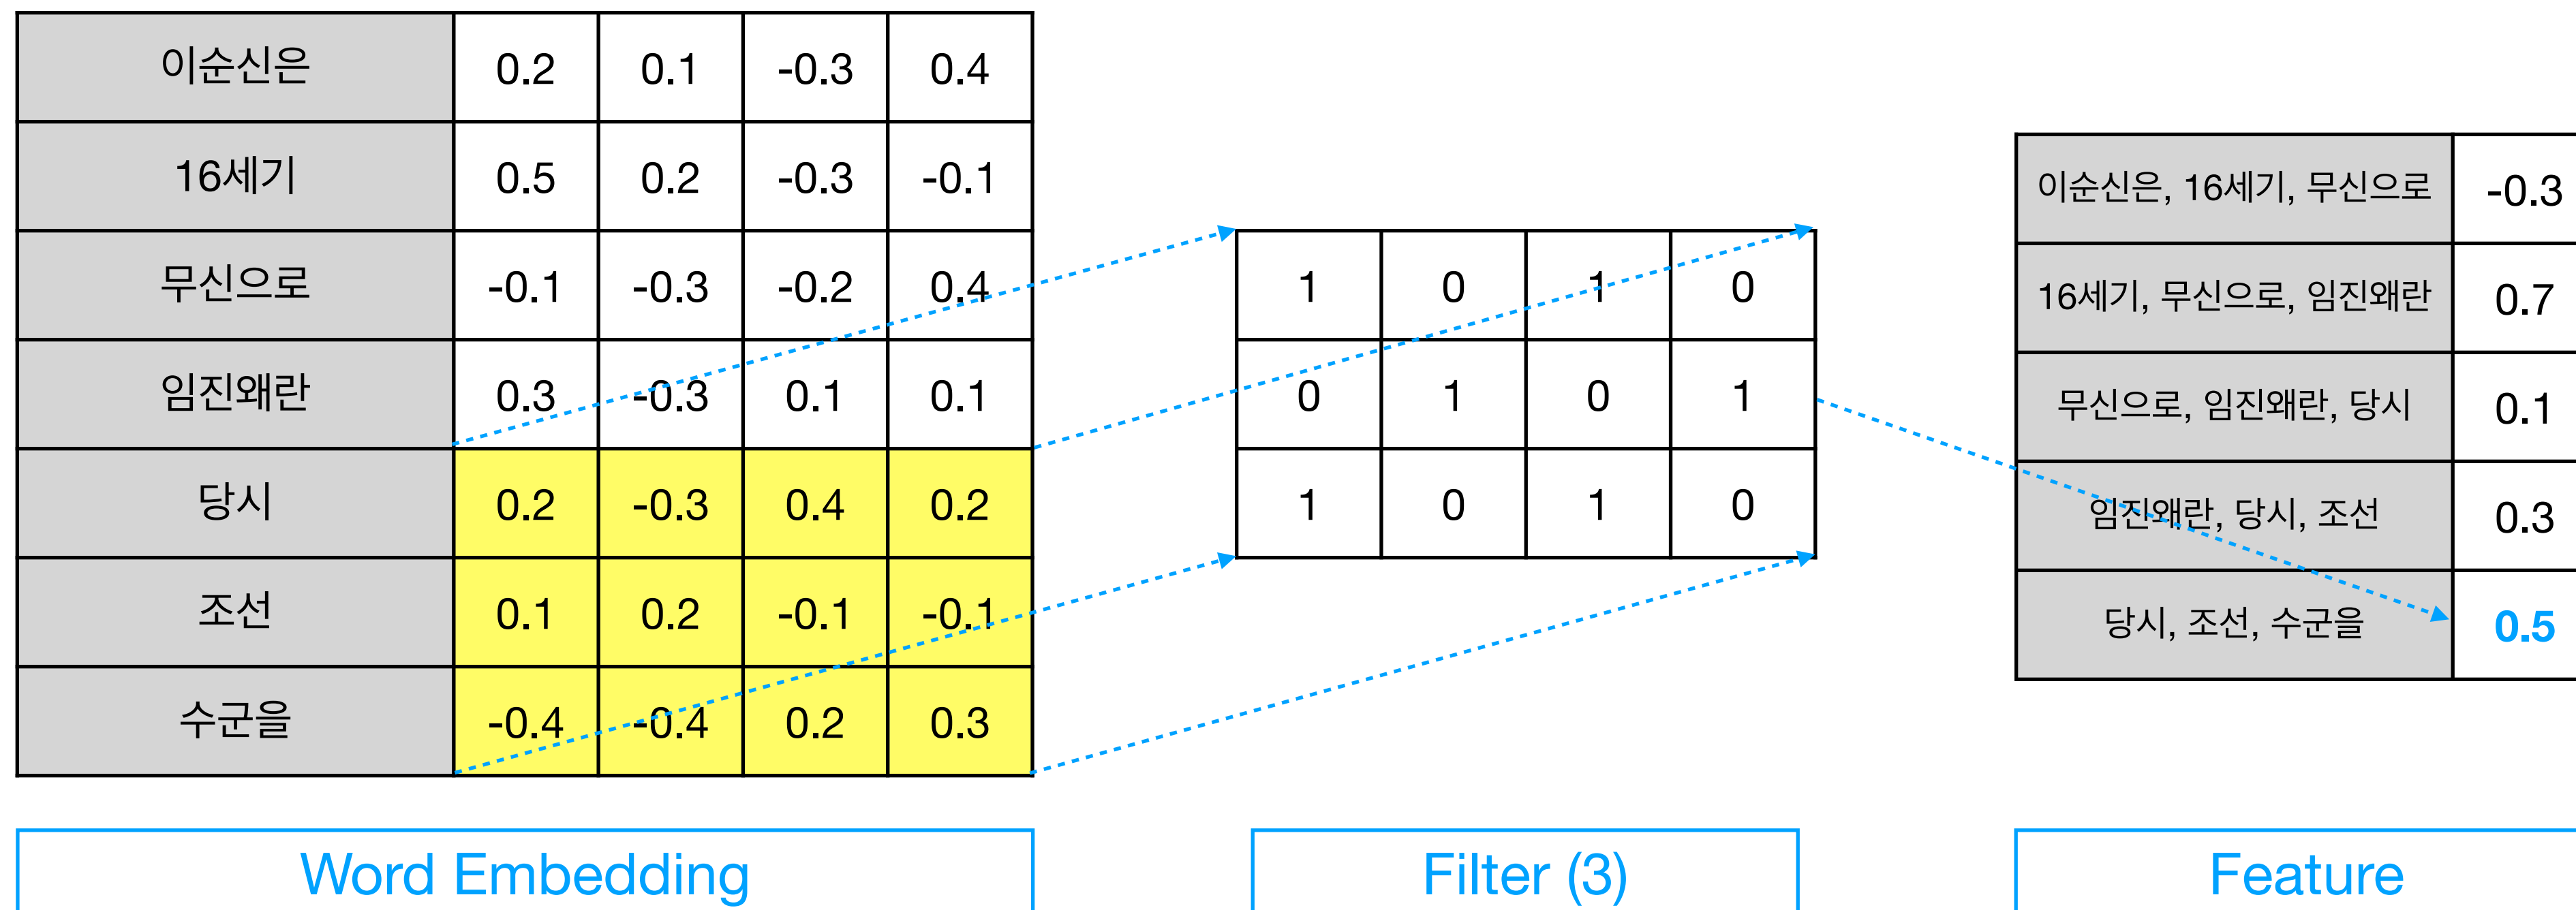 이순신은 0.2 0.1 -0.3 0.4
16세기 0.5 0.2 -0.3 -0.1
무신으로 -0.1 -0.3 -0.2 0.4
임진왜란 0.3 -0.3 0.1 0.1
당시 0.2 -0.3 0.4 0.2
조선 0.1 0.2 -0.1 -0.1
수군을 -0.4 -0.4 0.2 0.3
Word Embedding
1 0 1 0
0 1 0 1
1 0 1 0
Filter (3)
이순신은, 16세기, 무신으로 -0.3
16세기, 무신으로, 임진왜란 0.7
무신으로, 임진왜란, 당시 0.1
임진왜란, 당시, 조선 0.3
당시, 조선, 수군을 0.5
Feature